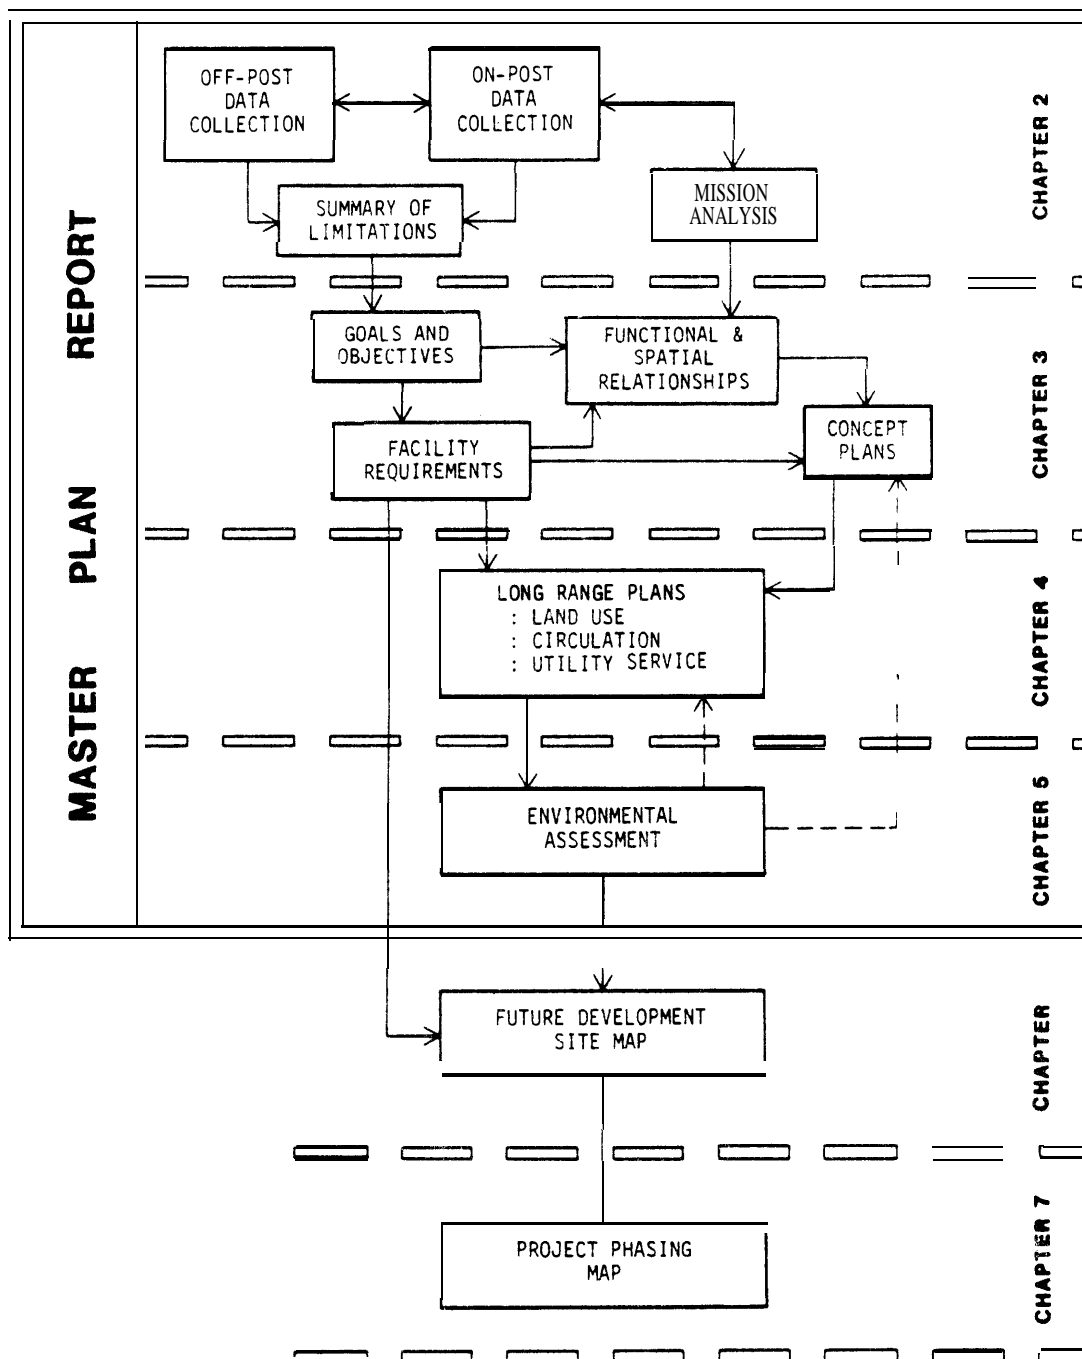 OFF-POST
DATA
COLLECTION
ON-POST
DATA
COLLECTION
MISSION
ANALYSIS
SUMMARY OF
LIMITATIONS
CHAPTER 2
GOALS AND
OBJECTIVES
FUNCTIONAL &
SPATIAL
RELATIONSHIPS
FACILITY
REQUIREMENTS
CONCEPT
PLANS
CHAPTER 3
LONG RANGE PLANS
: LAND USE
: CIRCULATION
: UTILITY SERVICE
CHAPTER 4
ENVIRONMENTAL
ASSESSMENT
CHAPTER 5
MASTER PLAN REPORT
FUTURE DEVELOPMENT
SITE MAP
CHAPTER
PROJECT PHASING
MAP
CHAPTER 7